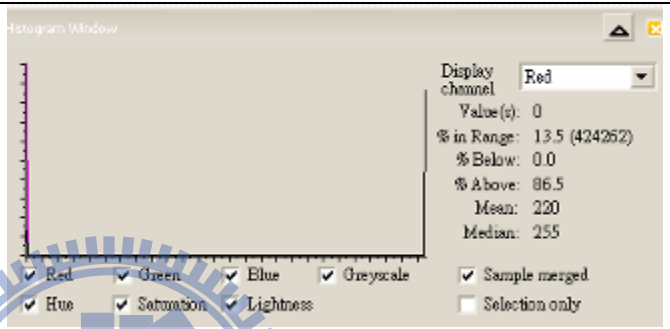 Histogram Window
Display channel Red
Value(s): 0
% in Range: 13.5 (424262)
% Below: 0.0
% Above: 86.5
Mean: 220
Median: 255
Red Green Blue Greyscale Sample merged
Hue Saturation Lightness Selection only